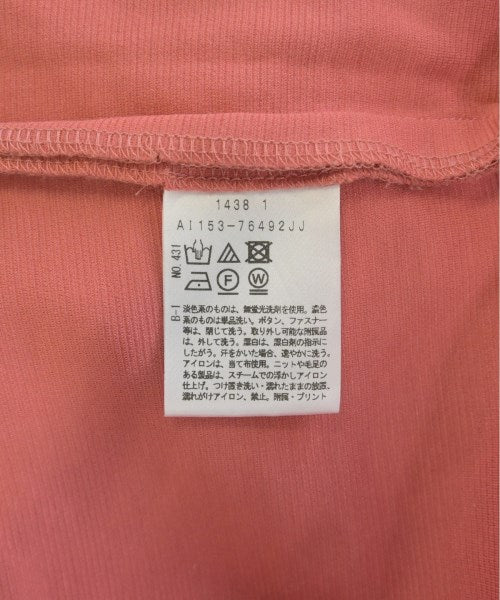 1438 1
AI153-76492JJ
NO.431
B-1
F
W
淡色系のものは、無蛍光洗剤を使用。濃色
系のものは単品洗い。ボタン、ファスナー
等は、閉じて洗う。取り外し可能な附属品
は、外して洗う。漂白は、漂白剤の指示に
したがう。汗をかいた場合、速やかに洗う。
アイロンは、当て布使用。ニットや毛足の
ある製品は、スチームでの浮かしアイロン
仕上げ。つけ置き洗い・濡れたままの放置、
濡れがけアイロン、禁止。附属・プリント